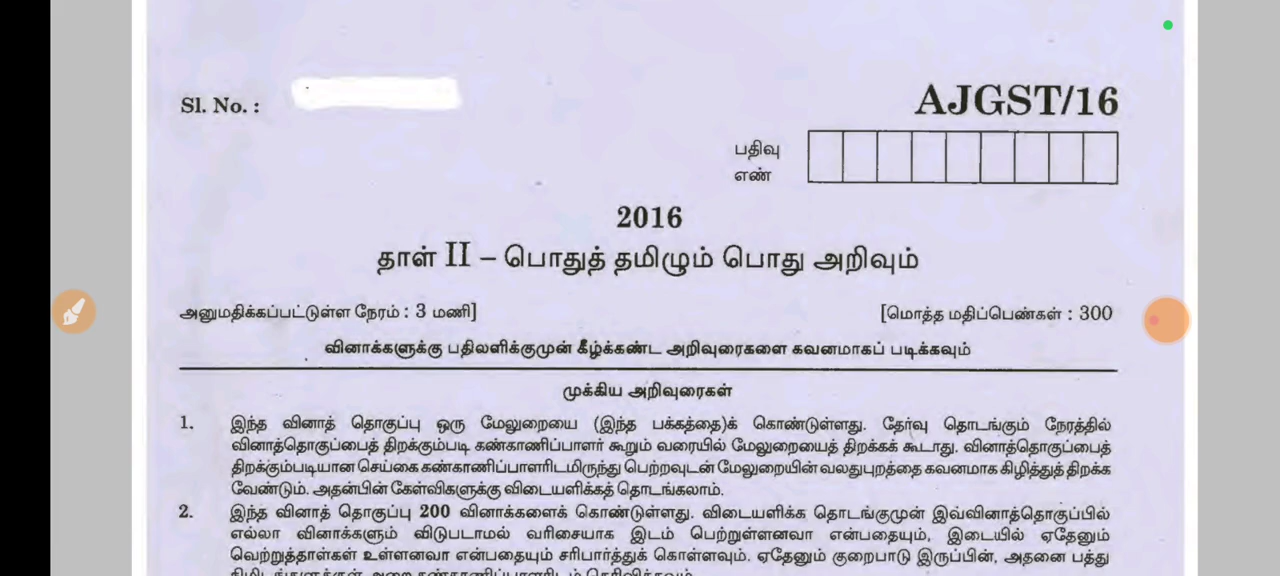 Sl. No. :
AJGST/16
பதிவு
எண்
2016
தாள் II – பொதுத் தமிழும் பொது அறிவும்
அனுமதிக்கப்பட்டுள்ள நேரம் : 3 மணி]
[மொத்த மதிப்பெண்கள் : 300
வினாக்களுக்கு பதிலளிக்குமுன் கீழ்க்கண்ட அறிவுரைகளை கவனமாகப் படிக்கவும்
முக்கிய அறிவுரைகள்
1. இந்த வினாத் தொகுப்பு ஒரு மேலுறையை (இந்த பக்கத்தை)க் கொண்டுள்ளது. தேர்வு தொடங்கும் நேரத்தில்
வினாத்தொகுப்பைத் திறக்கும்படி கண்காணிப்பாளர் கூறும் வரையில் மேலுறையைத் திறக்கக் கூடாது. வினாத்தொகுப்பைத்
திறக்கும்படியான செய்கை கண்காணிப்பாளரிடமிருந்து பெற்றவுடன் மேலுறையின் வலதுபுறத்தை கவனமாக கிழித்துத் திறக்க
வேண்டும். அதன்பின் கேள்விகளுக்கு விடையளிக்கத் தொடங்கலாம்.
2. இந்த வினாத் தொகுப்பு 200 வினாக்களைக் கொண்டுள்ளது. விடையளிக்க தொடங்குமுன் இவ்வினாத்தொகுப்பில்
எல்லா வினாக்களும் விடுபடாமல் வரிசையாக இடம் பெற்றுள்ளனவா என்பதையும், இடையில் ஏதேனும்
வெற்றுத்தாள்கள் உள்ளனவா என்பதையும் சரிபார்த்துக் கொள்ளவும். ஏதேனும் குறைபாடு இருப்பின், அதனை பத்து